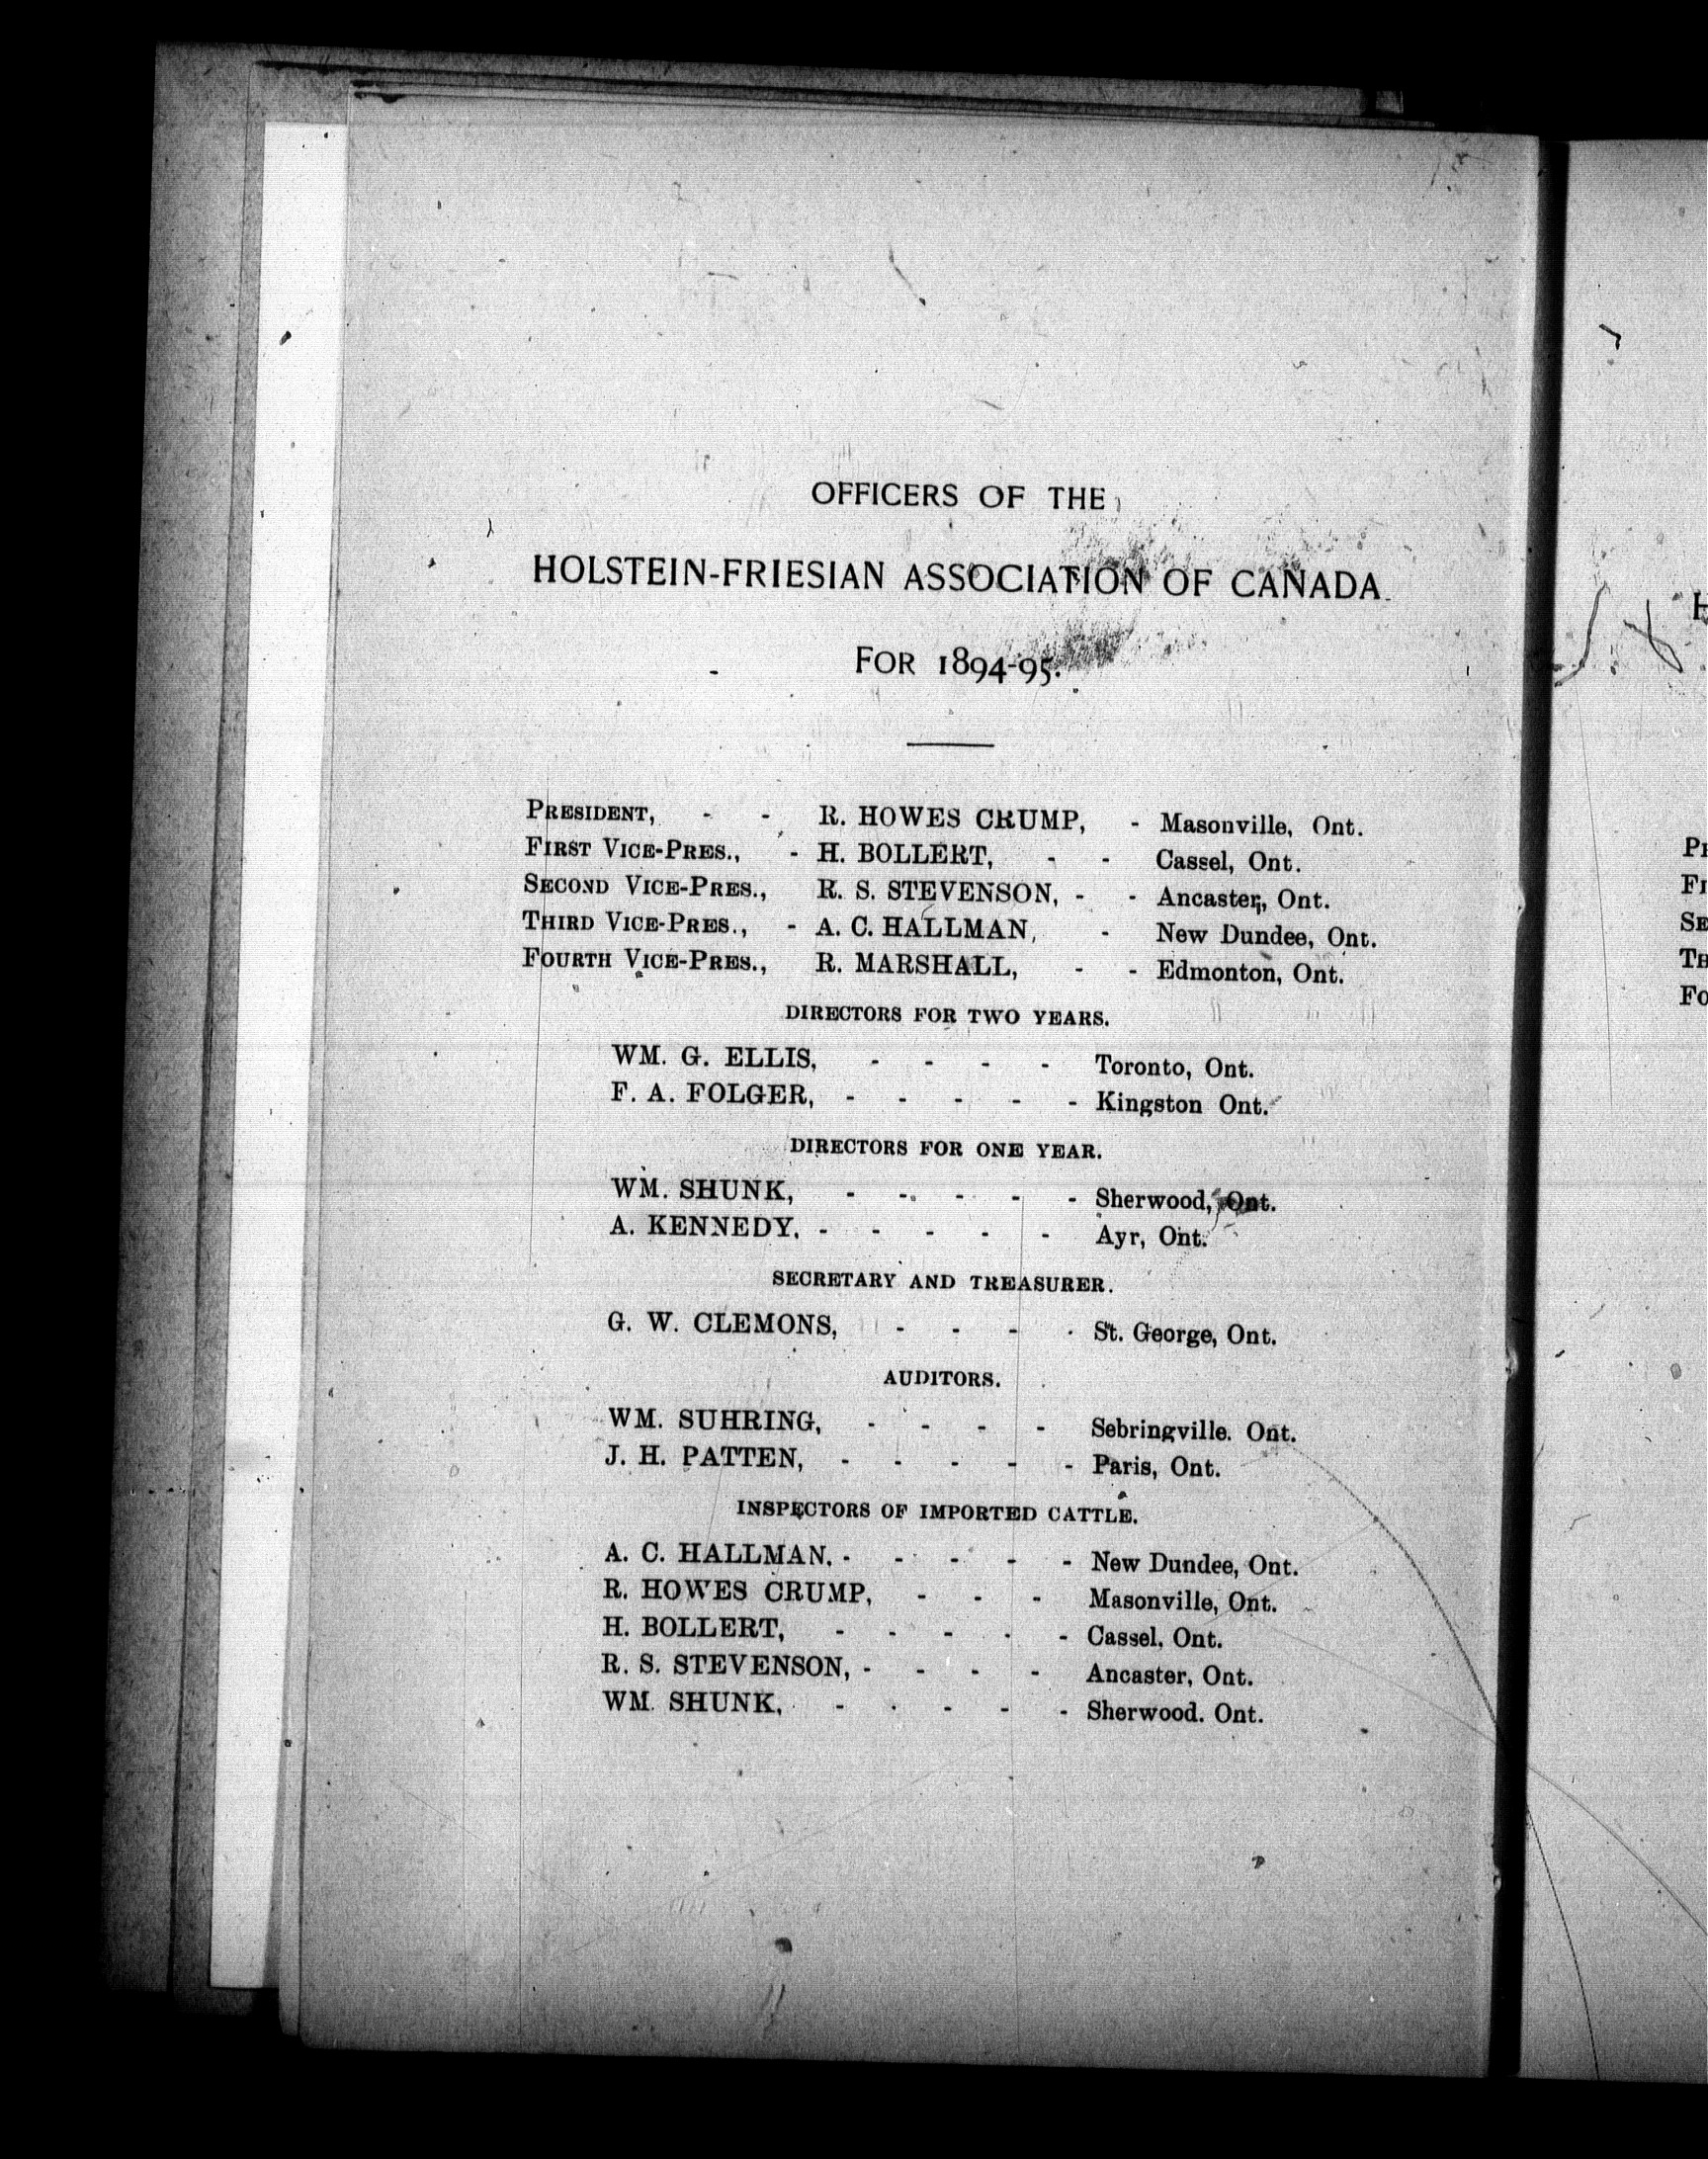 OFFICERS OF THE
HOLSTEIN-FRIESIAN ASSOCIATION OF CANADA
FOR 1894-95.
PRESIDENT, - - R. HOWES CRUMP, - Masonville, Ont.
FIRST VICE-PRES., - H. BOLLERT, - - Cassel, Ont.
SECOND VICE-PRES., R. S. STEVENSON, - - Ancaster, Ont.
THIRD VICE-PRES., - A. C. HALLMAN, - New Dundee, Ont.
FOURTH VICE-PRES., R. MARSHALL, - - Edmonton, Ont.
DIRECTORS FOR TWO YEARS.
WM. G. ELLIS, - - - - Toronto, Ont.
F. A. FOLGER, - - - - - Kingston Ont.
DIRECTORS FOR ONE YEAR.
WM. SHUNK, - - - - - Sherwood, Ont.
A. KENNEDY, - - - - - Ayr, Ont.
SECRETARY AND TREASURER.
G. W. CLEMONS, - - - - St. George, Ont.
AUDITORS.
WM. SUHRING, - - - - Sebringville. Ont.
J. H. PATTEN, - - - - - Paris, Ont.
INSPECTORS OF IMPORTED CATTLE.
A. C. HALLMAN, - - - - - New Dundee, Ont.
R. HOWES CRUMP, - - - Masonville, Ont.
H. BOLLERT, - - - - - Cassel, Ont.
R. S. STEVENSON, - - - - Ancaster, Ont.
WM. SHUNK, - - - - - Sherwood. Ont.
H
PR
FI
SE
TH
FO